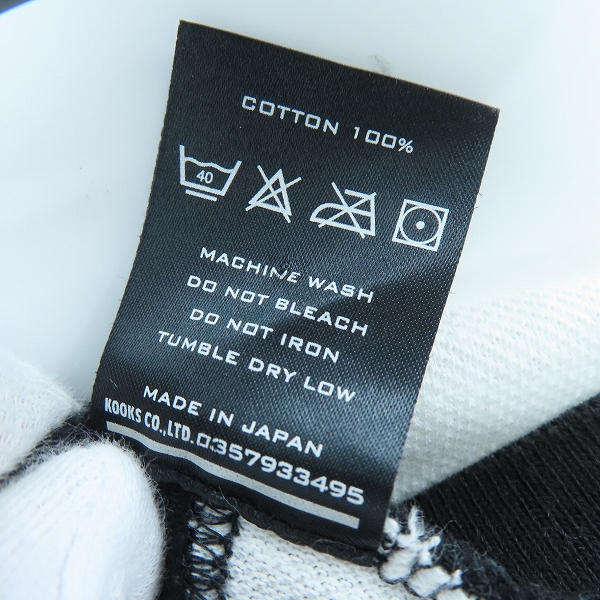 COTTON 100%
40
MACHINE WASH
DO NOT BLEACH
DO NOT IRON
TUMBLE DRY LOW
MADE IN JAPAN
KOOKS CO.,LTD. 0357933495